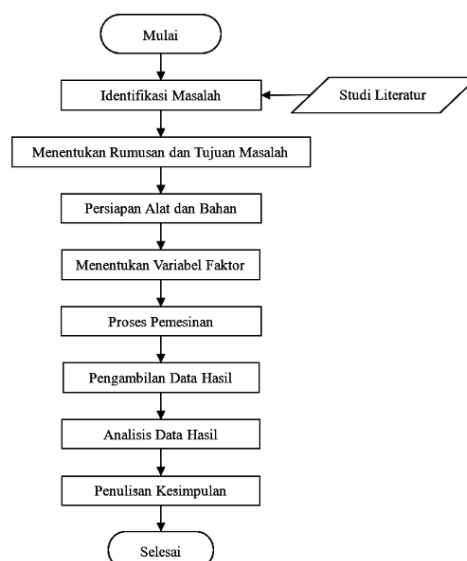 Mulai
Identifikasi Masalah
Studi Literatur
Menentukan Rumusan dan Tujuan Masalah
Persiapan Alat dan Bahan
Menentukan Variabel Faktor
Proses Pemesinan
Pengambilan Data Hasil
Analisis Data Hasil
Penulisan Kesimpulan
Selesai